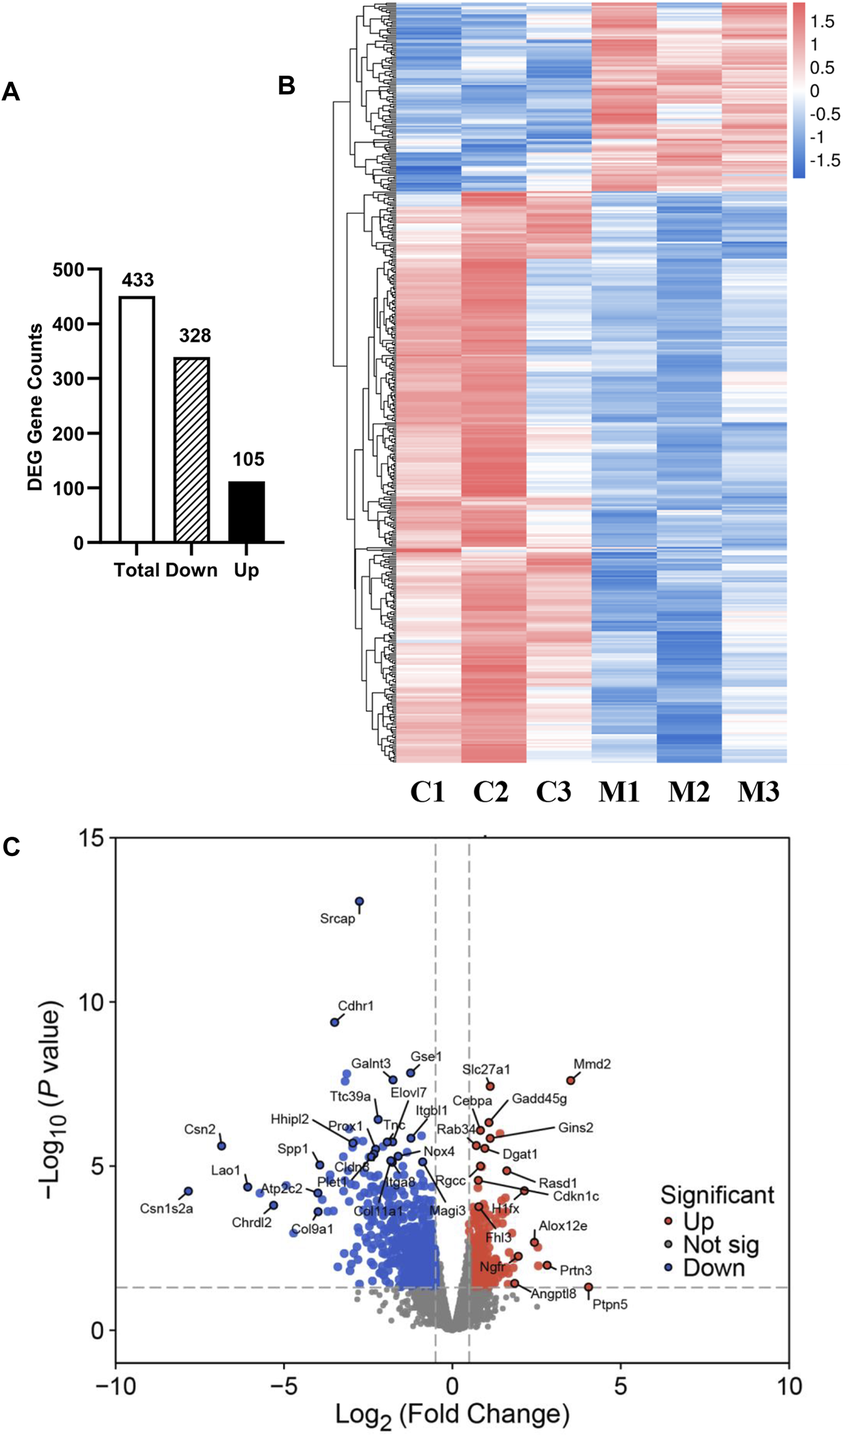 A
B
1.5
1
0.5
0
-0.5
-1
-1.5
DEG Gene Counts
500
400
300
200
100
0
433
328
105
Total Down Up
C1 C2 C3 M1 M2 M3
C
−Log10 (P value)
15
10
5
0
Srcap
Cdhr1
Galnt3
Gse1
Slc27a1
Mmd2
Ttc39a
Elovl7
Itgbl1
Cebpa
Gadd45g
Hhipl2
Prox1
Tnc
Rab34
Gins2
Csn2
Spp1
Cldn8
Nox4
Dgat1
Lao1
Atp2c2
Plet1
Itga8
Rgcc
Rasd1
Cdkn1c
Csn1s2a
Chrdl2
Col9a1
Col11a1
Magi3
H1fx
Fhl3
Alox12e
Ngfr
Prtn3
Angptl8
Ptpn5
Significant
Up
Not sig
Down
−10 −5 0 5 10
Log2 (Fold Change)